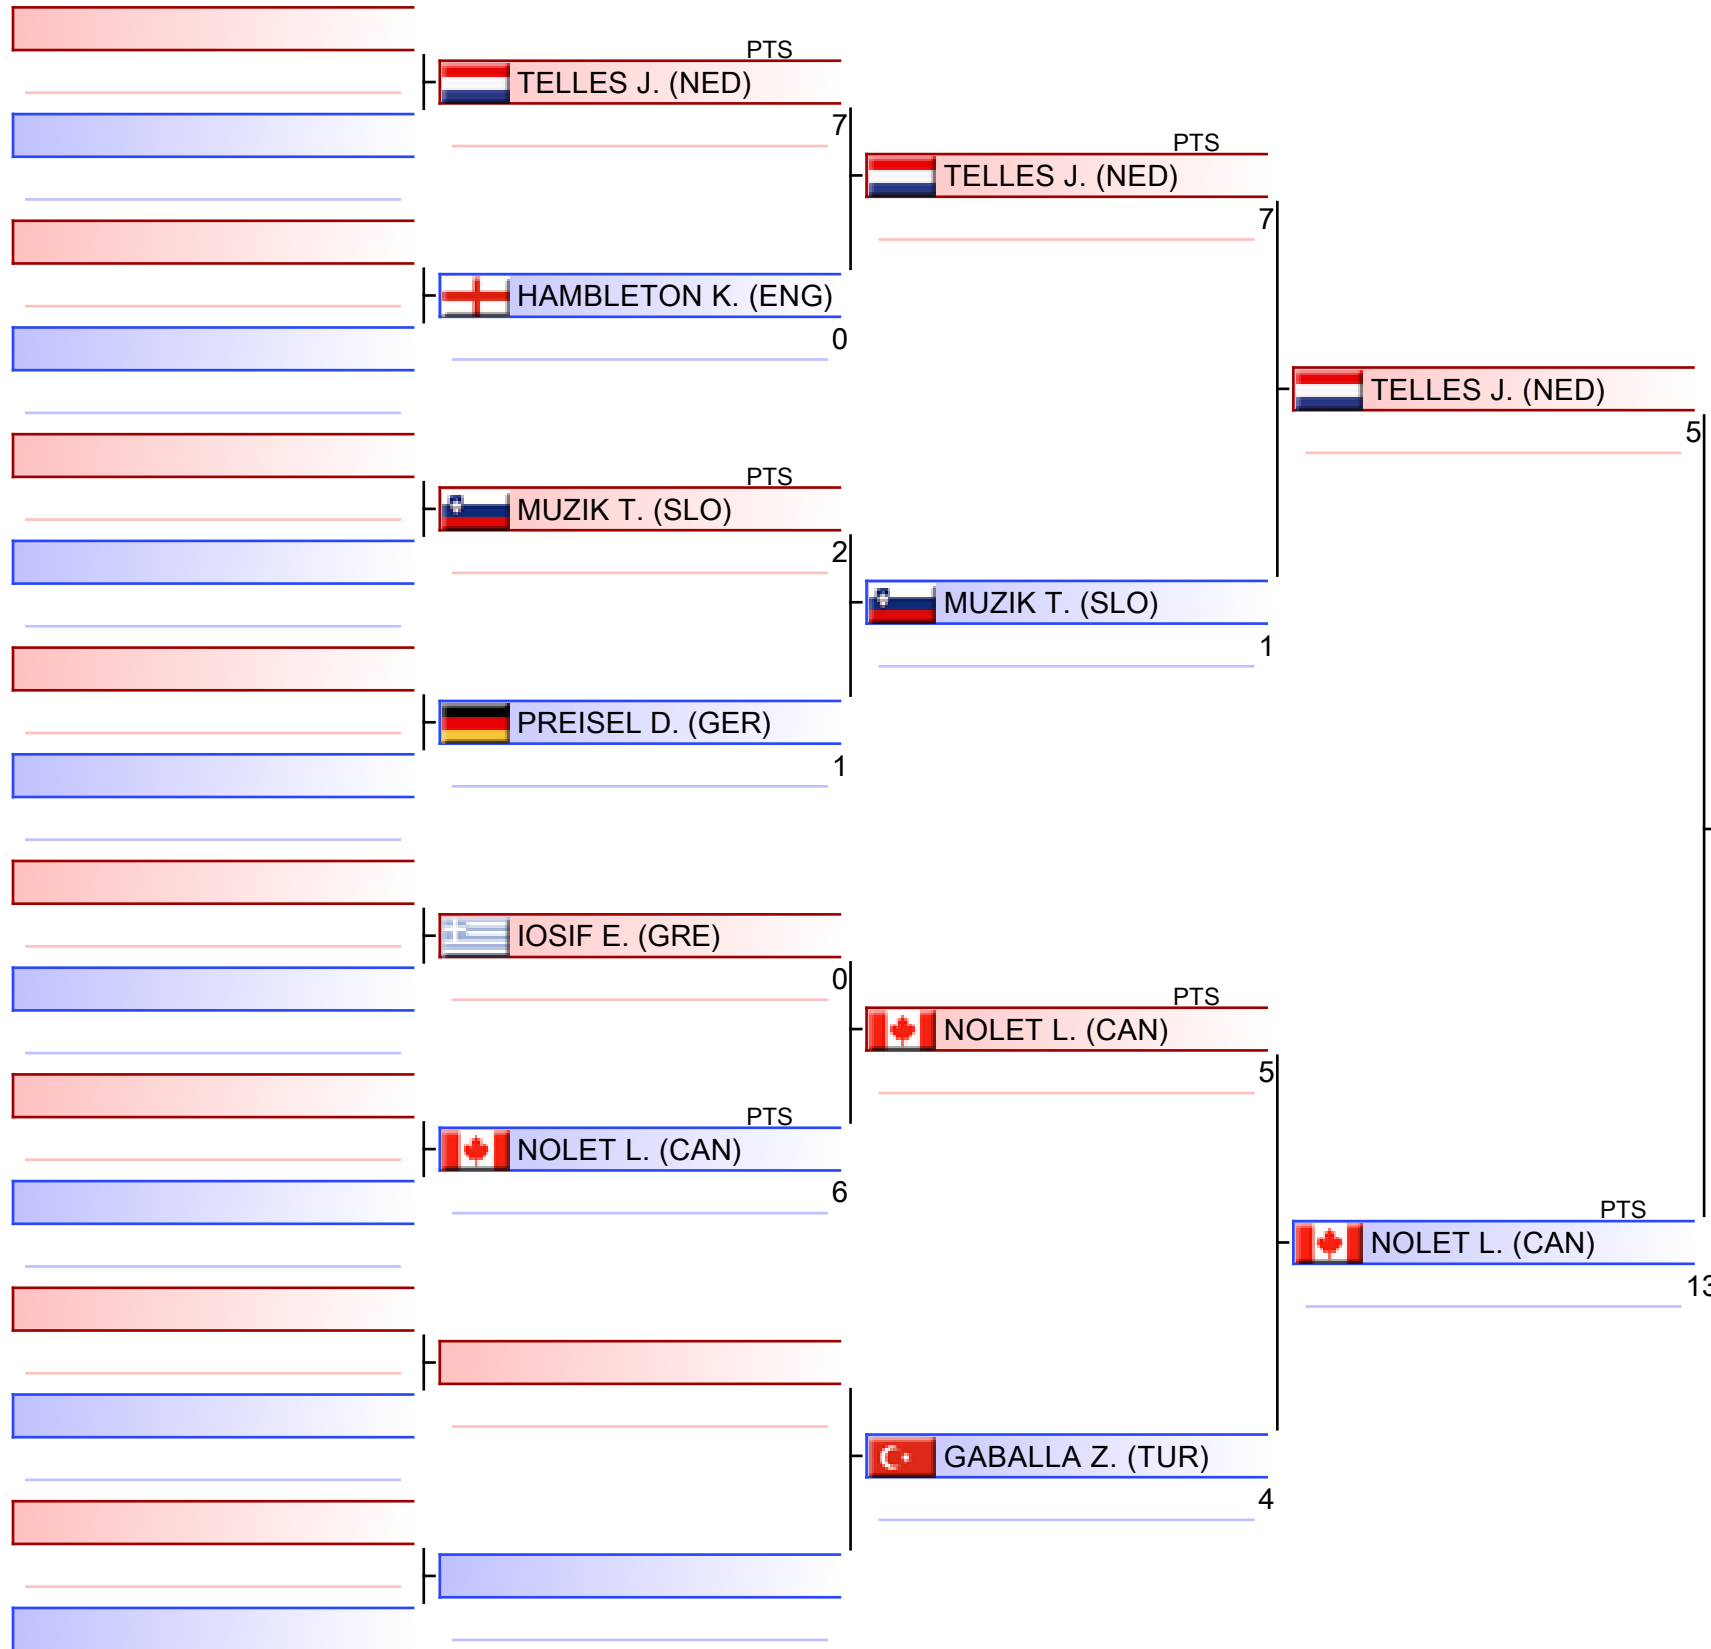 PTS
TELLES J. (NED)
7
HAMBLETON K. (ENG)
0
PTS
MUZIK T. (SLO)
2
PREISEL D. (GER)
1
IOSIF E. (GRE)
0
PTS
NOLET L. (CAN)
6
PTS
TELLES J. (NED)
7
MUZIK T. (SLO)
1
PTS
NOLET L. (CAN)
5
GABALLA Z. (TUR)
4
TELLES J. (NED)
5
PTS
NOLET L. (CAN)
13